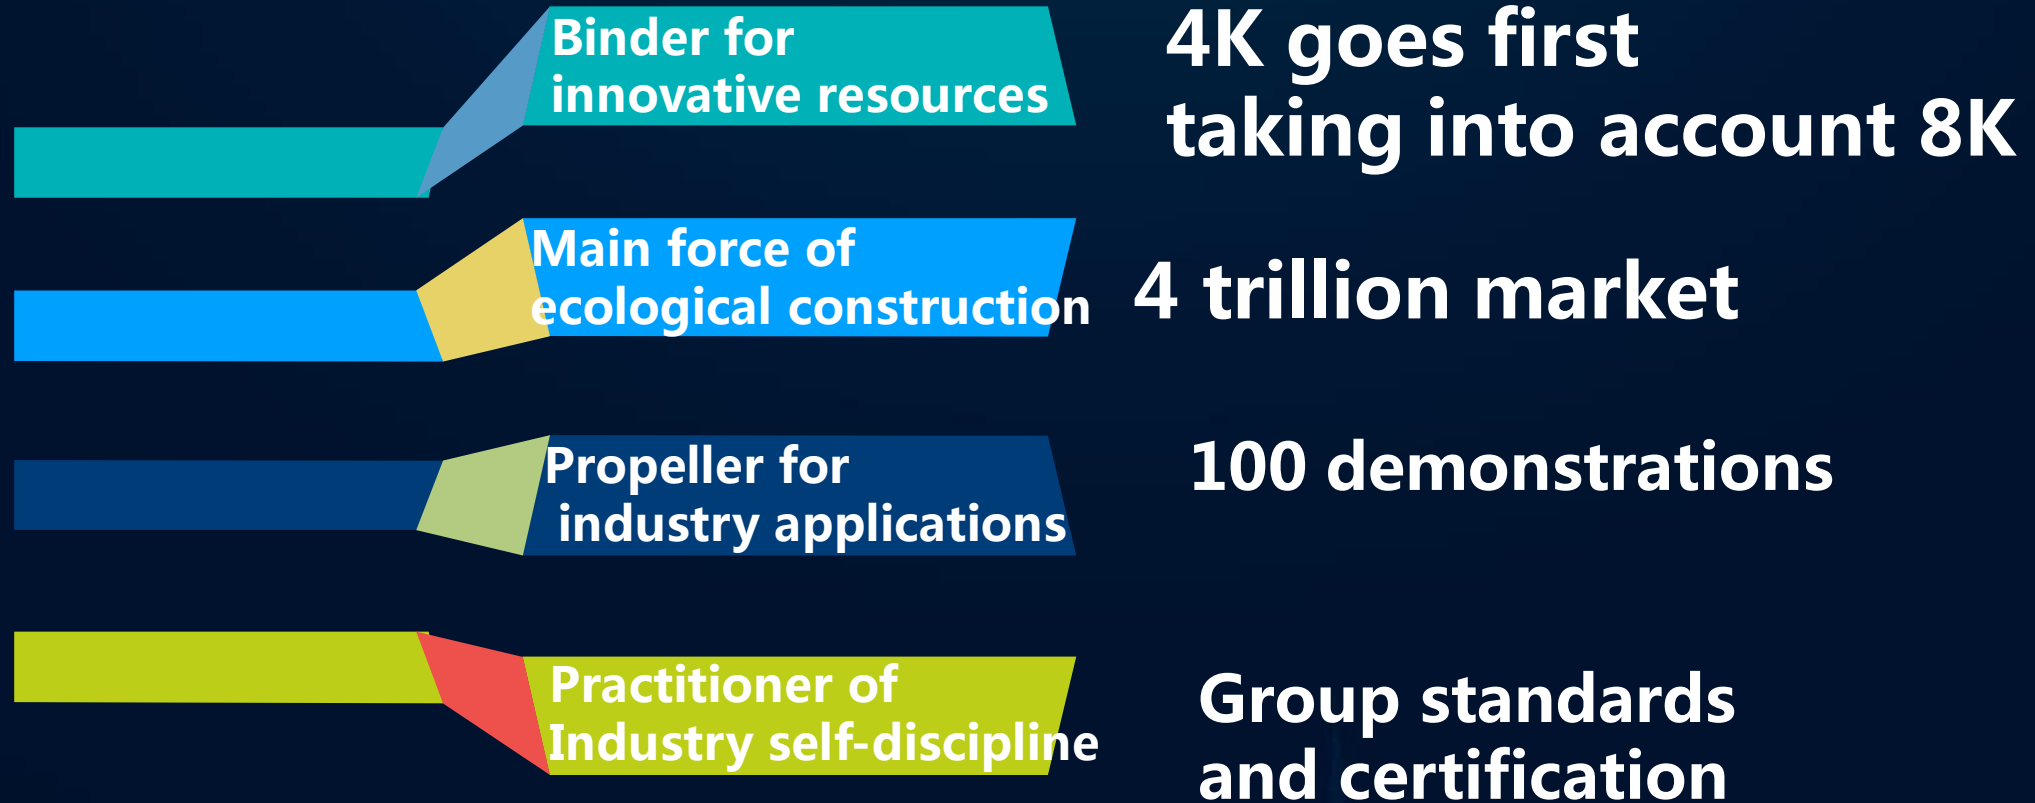 Binder for
innovative resources
4K goes first
taking into account 8K
Main force of
ecological construction
4 trillion market
Propeller for
industry applications
100 demonstrations
Practitioner of
Industry self-discipline
Group standards
and certification